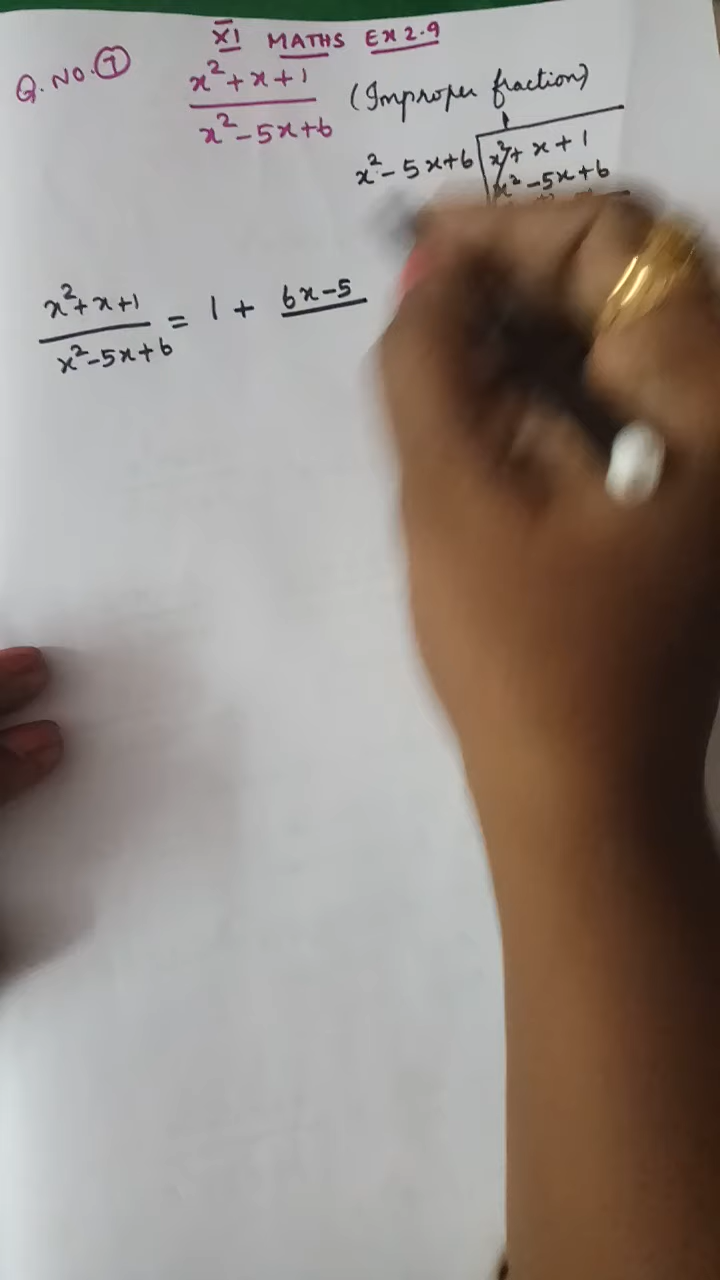 XI MATHS EX 2.9
Q. NO. 7
x²+x+1 / x²-5x+6 (Improper fraction)
1
x²-5x+6 x²+x+1
x²-5x+6
x²+x+1 / x²-5x+6 = 1 + 6x-5